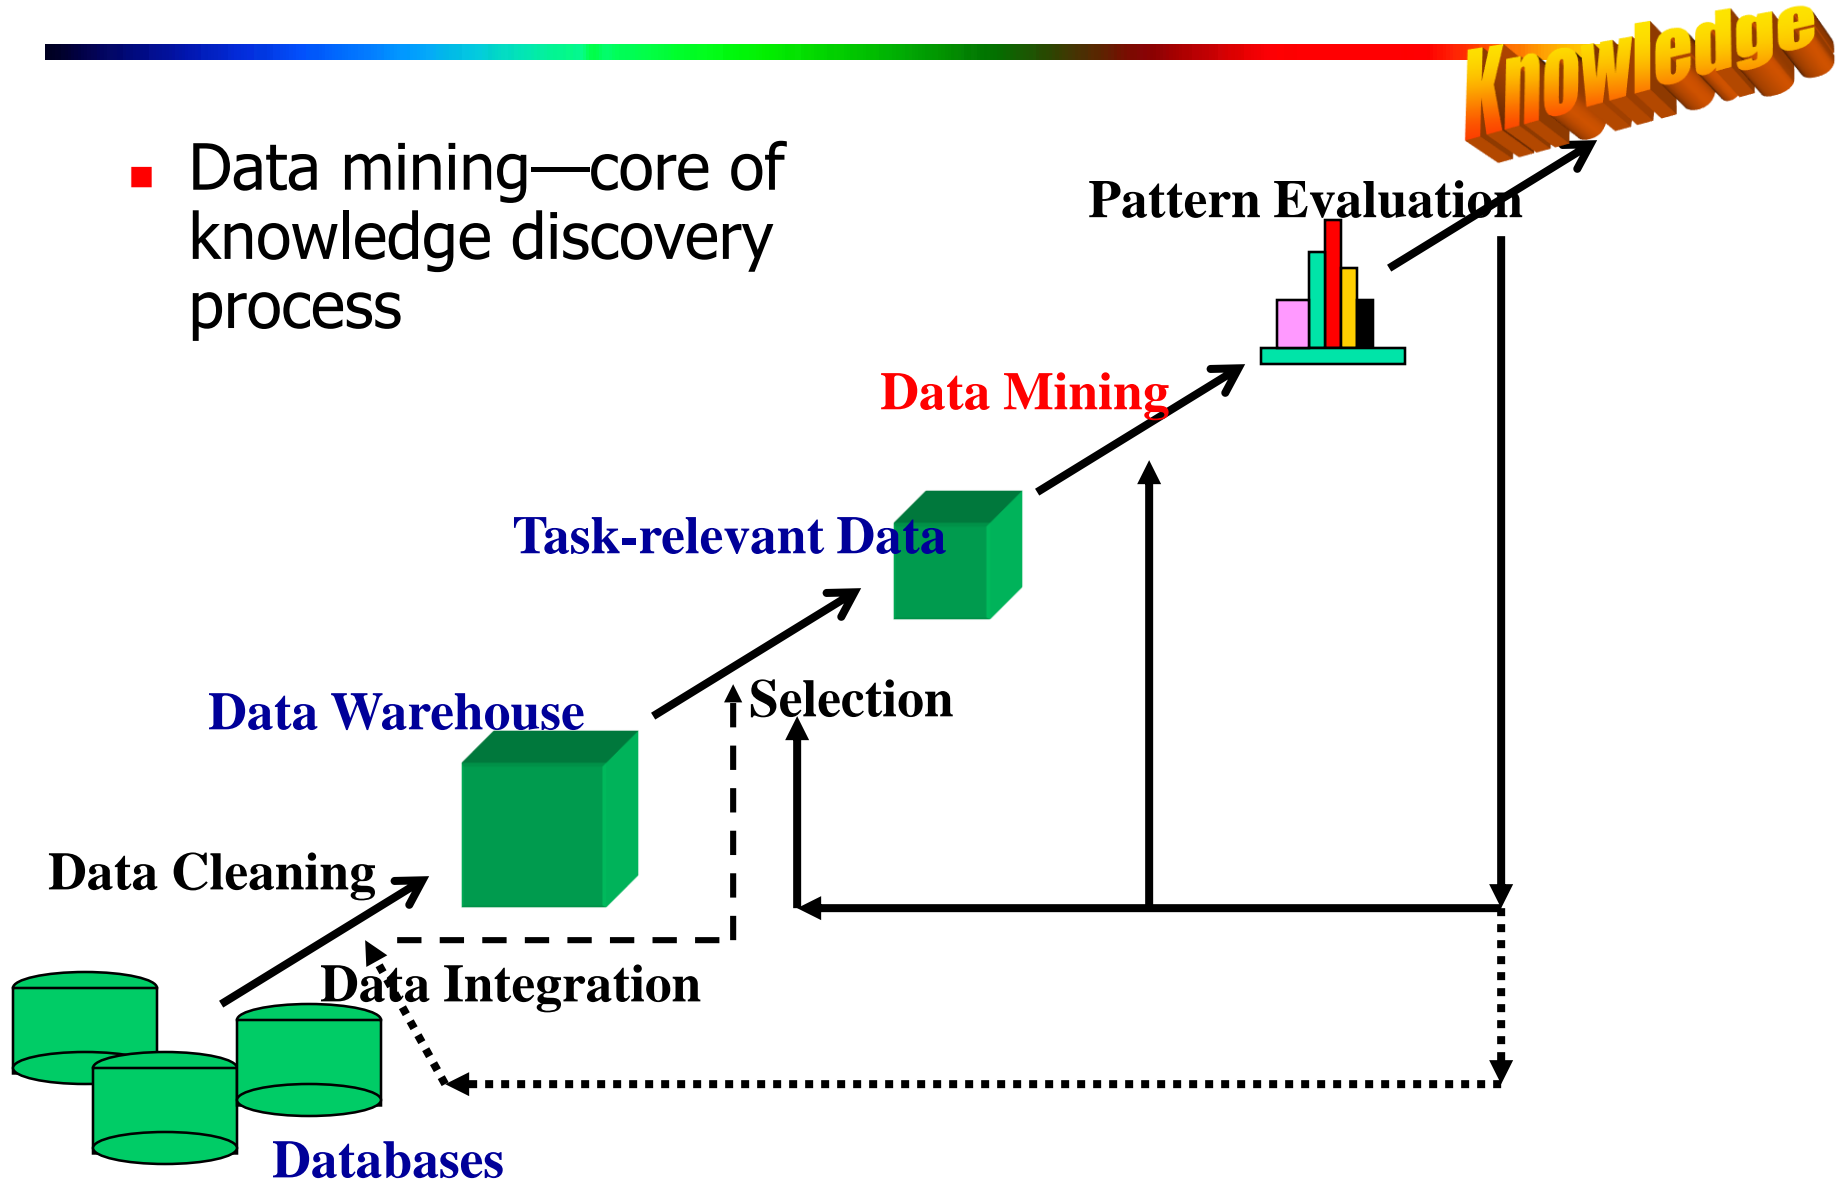 Knowledge
Data mining—core of
knowledge discovery
process
Pattern Evaluation
Data Mining
Task-relevant Data
Selection
Data Warehouse
Data Cleaning
Data Integration
Databases